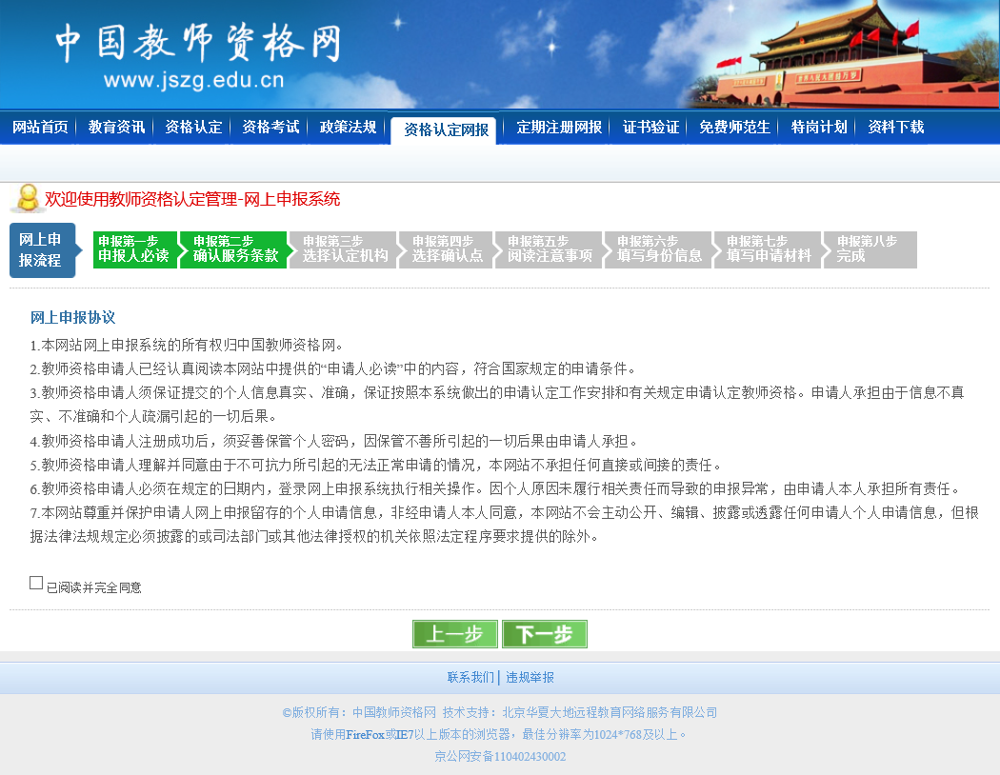 中国教师资格网
www.jszg.edu.cn
网站首页 教育资讯 资格认定 资格考试 政策法规 资格认定网报 定期注册网报 证书验证 免费师范生 特岗计划 资料下载
欢迎使用教师资格认定管理-网上申报系统
网上申
报流程
申报第一步
申报人必读
申报第二步
确认服务条款
申报第三步
选择认定机构
申报第四步
选择确认点
申报第五步
阅读注意事项
申报第六步
填写身份信息
申报第七步
填写申请材料
申报第八步
完成
网上申报协议
1.本网站网上申报系统的所有权归中国教师资格网。
2.教师资格申请人已经认真阅读本网站中提供的“申请人必读”中的内容，符合国家规定的申请条件。
3.教师资格申请人须保证提交的个人信息真实、准确，保证按照本系统做出的申请认定工作安排和有关规定申请认定教师资格。申请人承担由于信息不真
实、不准确和个人疏漏引起的一切后果。
4.教师资格申请人注册成功后，须妥善保管个人密码，因保管不善所引起的一切后果由申请人承担。
5.教师资格申请人理解并同意由于不可抗力所引起的无法正常申请的情况，本网站不承担任何直接或间接的责任。
6.教师资格申请人必须在规定的日期内，登录网上申报系统执行相关操作。因个人原因未履行相关责任而导致的申报异常，由申请人本人承担所有责任。
7.本网站尊重并保护申请人网上申报留存的个人申请信息，非经申请人本人同意，本网站不会主动公开、编辑、披露或透露任何申请人个人申请信息，但根
据法律法规规定必须披露的或司法部门或其他法律授权的机关依照法定程序要求提供的除外。
已阅读并完全同意
上一步 下一步
联系我们| 违规举报
©版权所有：中国教师资格网 技术支持：北京华夏大地远程教育网络服务有限公司
请使用FireFox或IE7以上版本的浏览器，最佳分辨率为1024*768及以上。
京公网安备110402430002